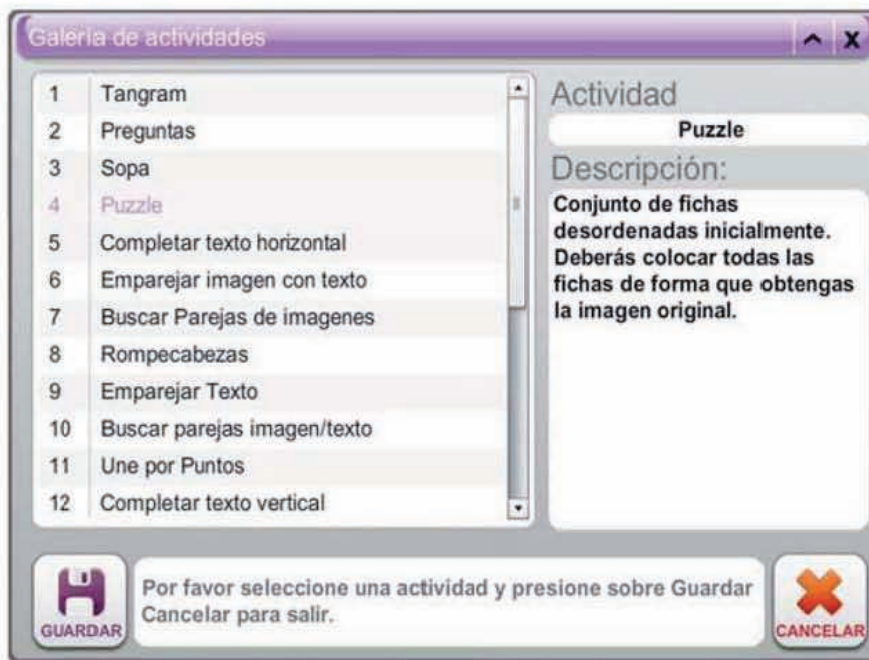 Galeria de actividades
X
1 Tangram
2 Preguntas
3 Sopa
4 Puzzle
5 Completar texto horizontal
6 Emparejar imagen con texto
7 Buscar Parejas de imagenes
8 Rompecabezas
9 Emparejar Texto
10 Buscar parejas imagen/texto
11 Une por Puntos
12 Completar texto vertical
Actividad
Puzzle
Descripción:
Conjunto de fichas
desordenadas inicialmente.
Deberás colocar todas las
fichas de forma que obtengas
la imagen original.
GUARDAR
Por favor seleccione una actividad y presione sobre Guardar
Cancelar para salir.
CANCELAR